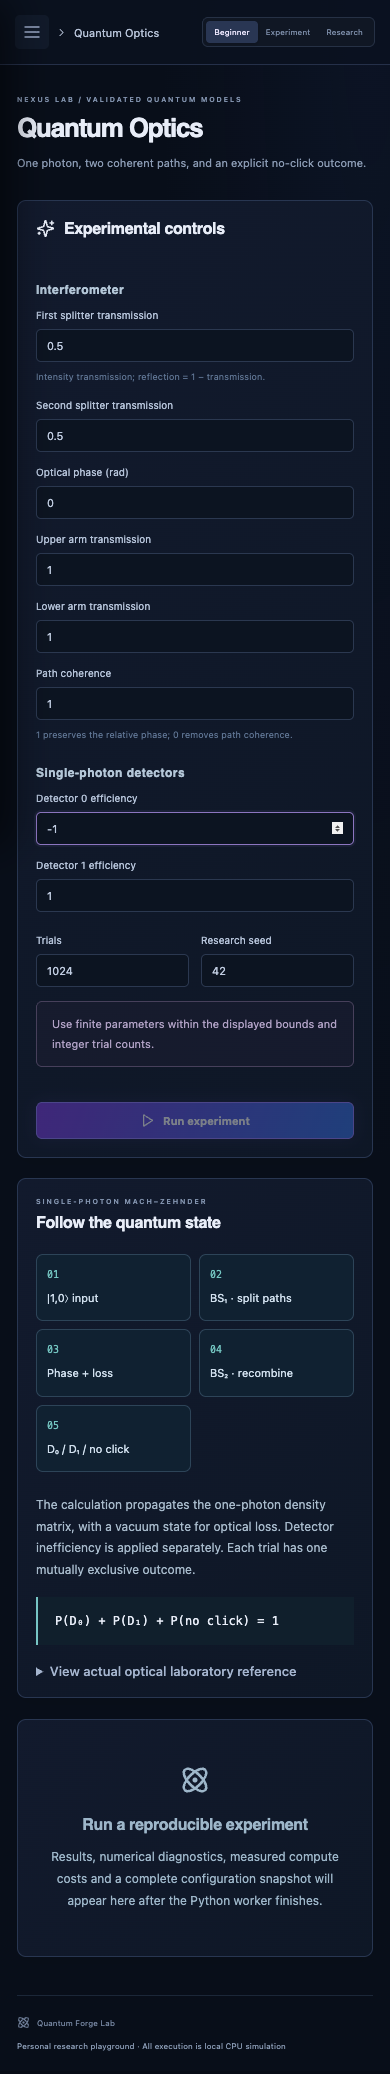 Quantum Optics
Beginner Experiment Research
NEXUS LAB / VALIDATED QUANTUM MODELS
Quantum Optics
One photon, two coherent paths, and an explicit no-click outcome.
Experimental controls
Interferometer
First splitter transmission
0.5
Intensity transmission; reflection = 1 − transmission.
Second splitter transmission
0.5
Optical phase (rad)
0
Upper arm transmission
1
Lower arm transmission
1
Path coherence
1
1 preserves the relative phase; 0 removes path coherence.
Single-photon detectors
Detector 0 efficiency
-1
Detector 1 efficiency
1
Trials Research seed
1024 42
Use finite parameters within the displayed bounds and
integer trial counts.
Run experiment
SINGLE-PHOTON MACH–ZEHNDER
Follow the quantum state
01
|1,0⟩ input
02
BS₁ · split paths
03
Phase + loss
04
BS₂ · recombine
05
D₀ / D₁ / no click
The calculation propagates the one-photon density
matrix, with a vacuum state for optical loss. Detector
inefficiency is applied separately. Each trial has one
mutually exclusive outcome.
P(D₀) + P(D₁) + P(no click) = 1
View actual optical laboratory reference
Run a reproducible experiment
Results, numerical diagnostics, measured compute
costs and a complete configuration snapshot will
appear here after the Python worker finishes.
Quantum Forge Lab
Personal research playground · All execution is local CPU simulation